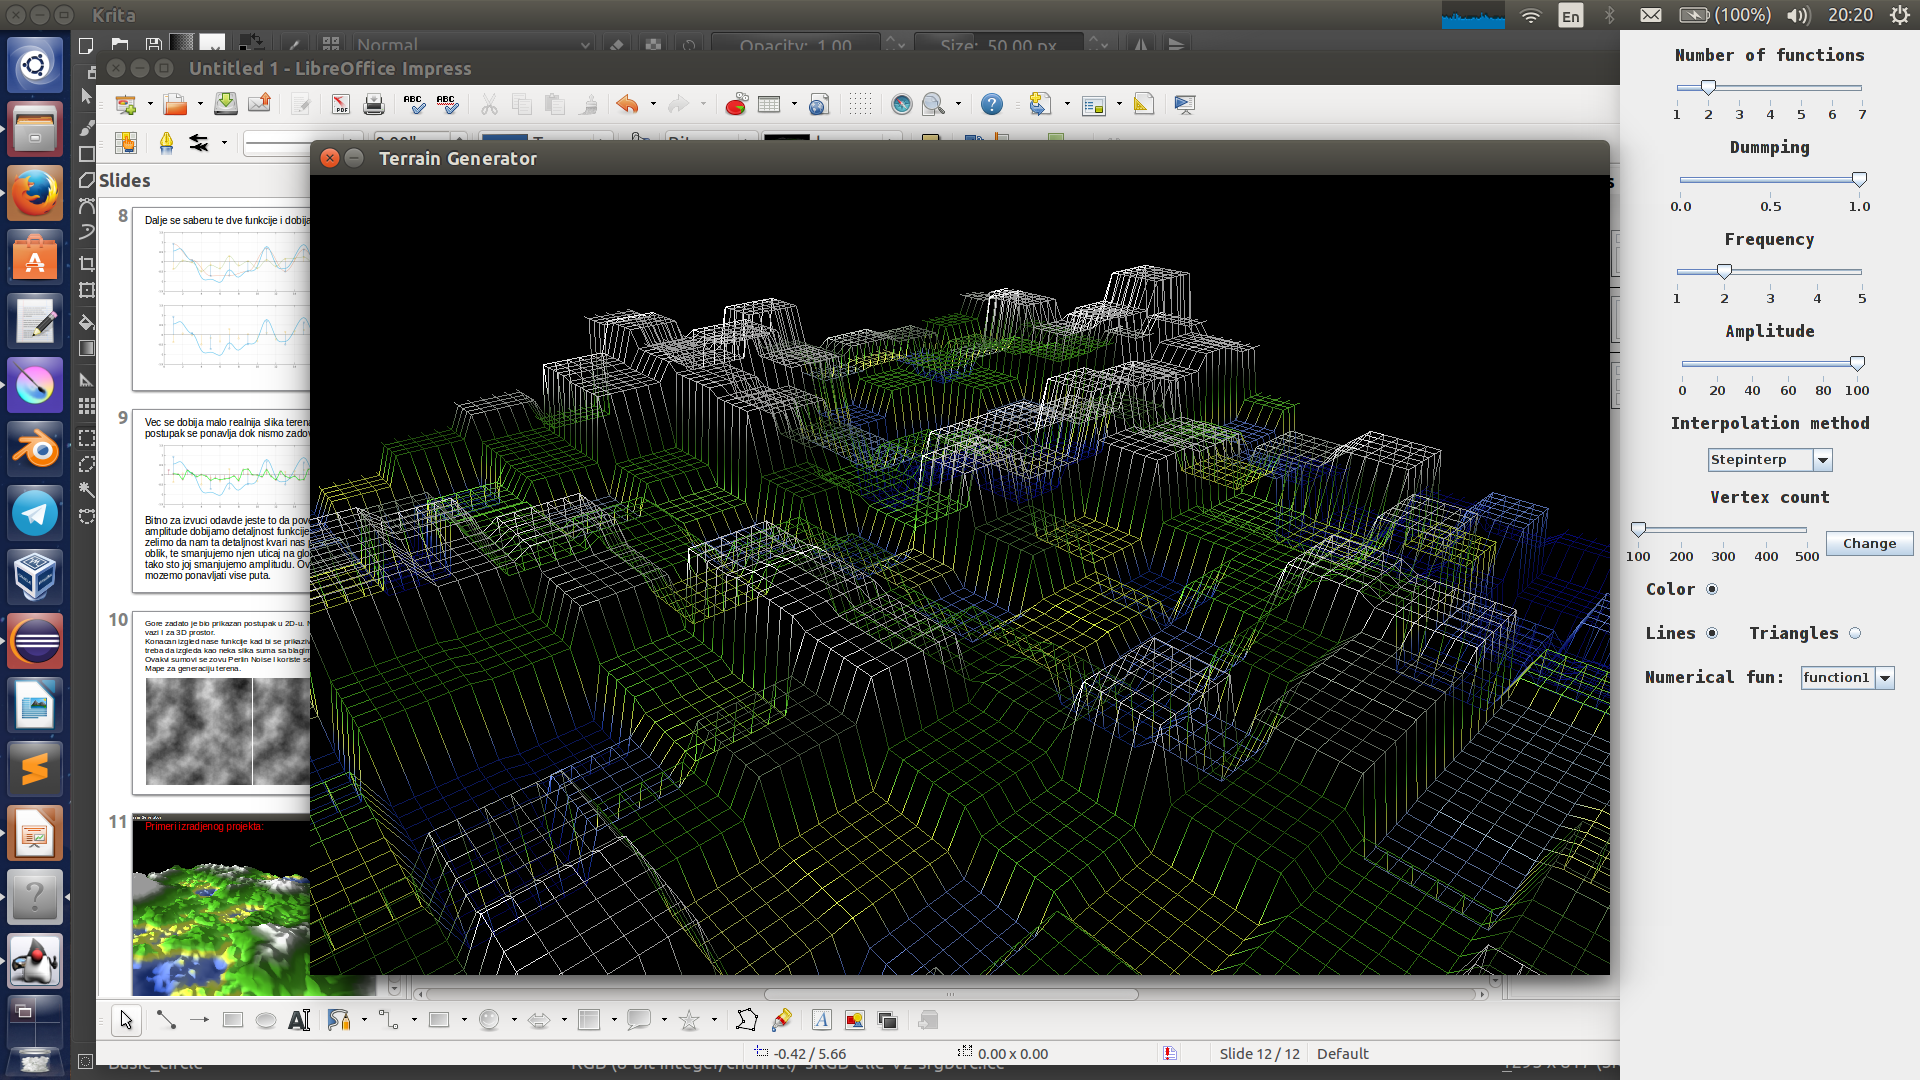 Krita
En
(100%)
20:20
Normal
Opacity: 1.00
Size: 50.00 px
Untitled 1 - LibreOffice Impress
Terrain Generator
Slides
8
Dalje se saberu te dve funkcije i dobija
9
Vec se dobija malo realnija slika terena
postupak se ponavlja dok nismo zadov
Bitno za izvuci odavde jeste to da pov
amplitude dobijamo detaljnost funkcije
zelimo da nam ta detaljnost kvari nas
oblik, te smanjujemo njen uticaj na glo
tako sto joj smanjujemo amplitudu. Ov
mozemo ponavljati vise puta.
10
Gore zadato je bio prikazan postupak u 2D-u. N
vazi I za 3D prostor.
Konacan izgled nase funkcije kad bi se prikaziv
treba da izgleda kao neka slika suma sa blagim
Ovakvi sumovi se zovu Perlin Noise i koriste se
Mape za generaciju terena.
11
Primeri izradjenog projekta:
Number of functions
1 2 3 4 5 6 7
Dummping
0.0 0.5 1.0
Frequency
1 2 3 4 5
Amplitude
0 20 40 60 80 100
Interpolation method
Stepinterp
Vertex count
100 200 300 400 500
Change
Color
Lines Triangles
Numerical fun: function1
-0.42 / 5.66
0.00 x 0.00
Slide 12 / 12
Default